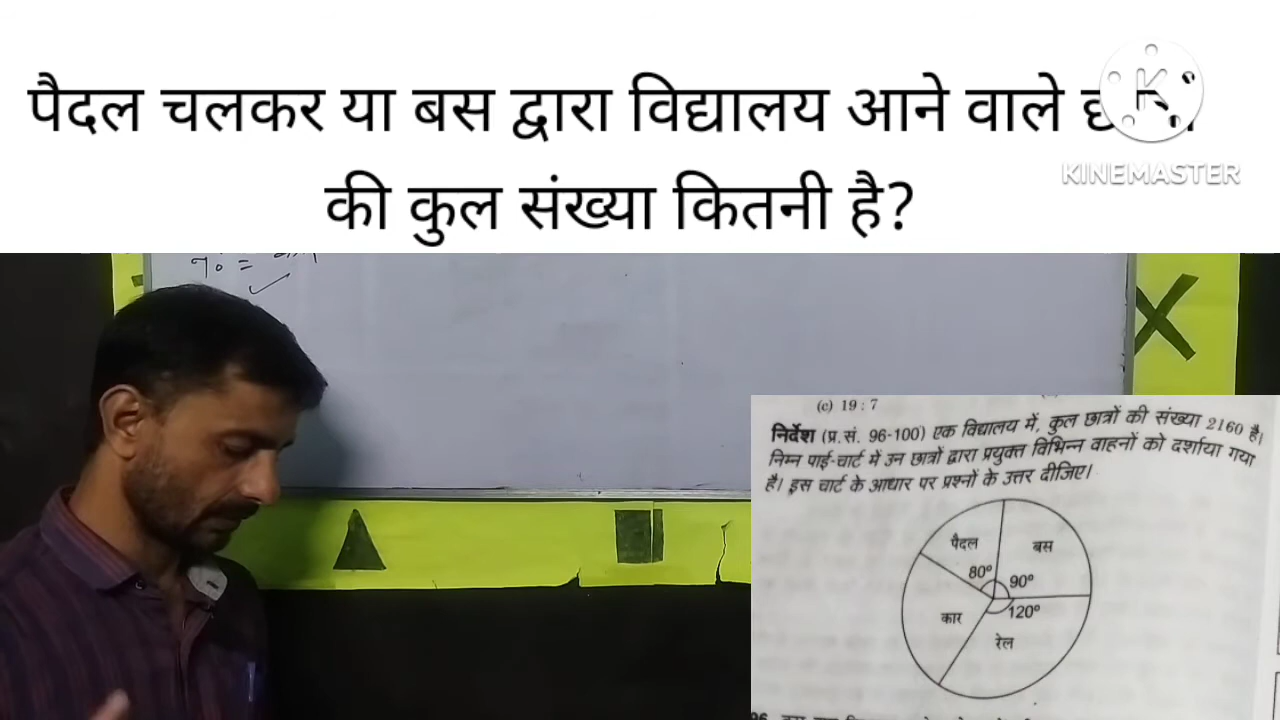 पैदल चलकर या बस द्वारा विद्यालय आने वाले
की कुल संख्या कितनी है?
KINEMASTER
(c) 19 : 7
निर्देश (प्र.सं. 96-100) एक विद्यालय में, कुल छात्रों की संख्या 2160 है।
निम्न पाई-चार्ट में उन छात्रों द्वारा प्रयुक्त विभिन्न वाहनों को दर्शाया गया
है। इस चार्ट के आधार पर प्रश्नों के उत्तर दीजिए।
पैदल
बस
80°
90°
कार
120°
रेल